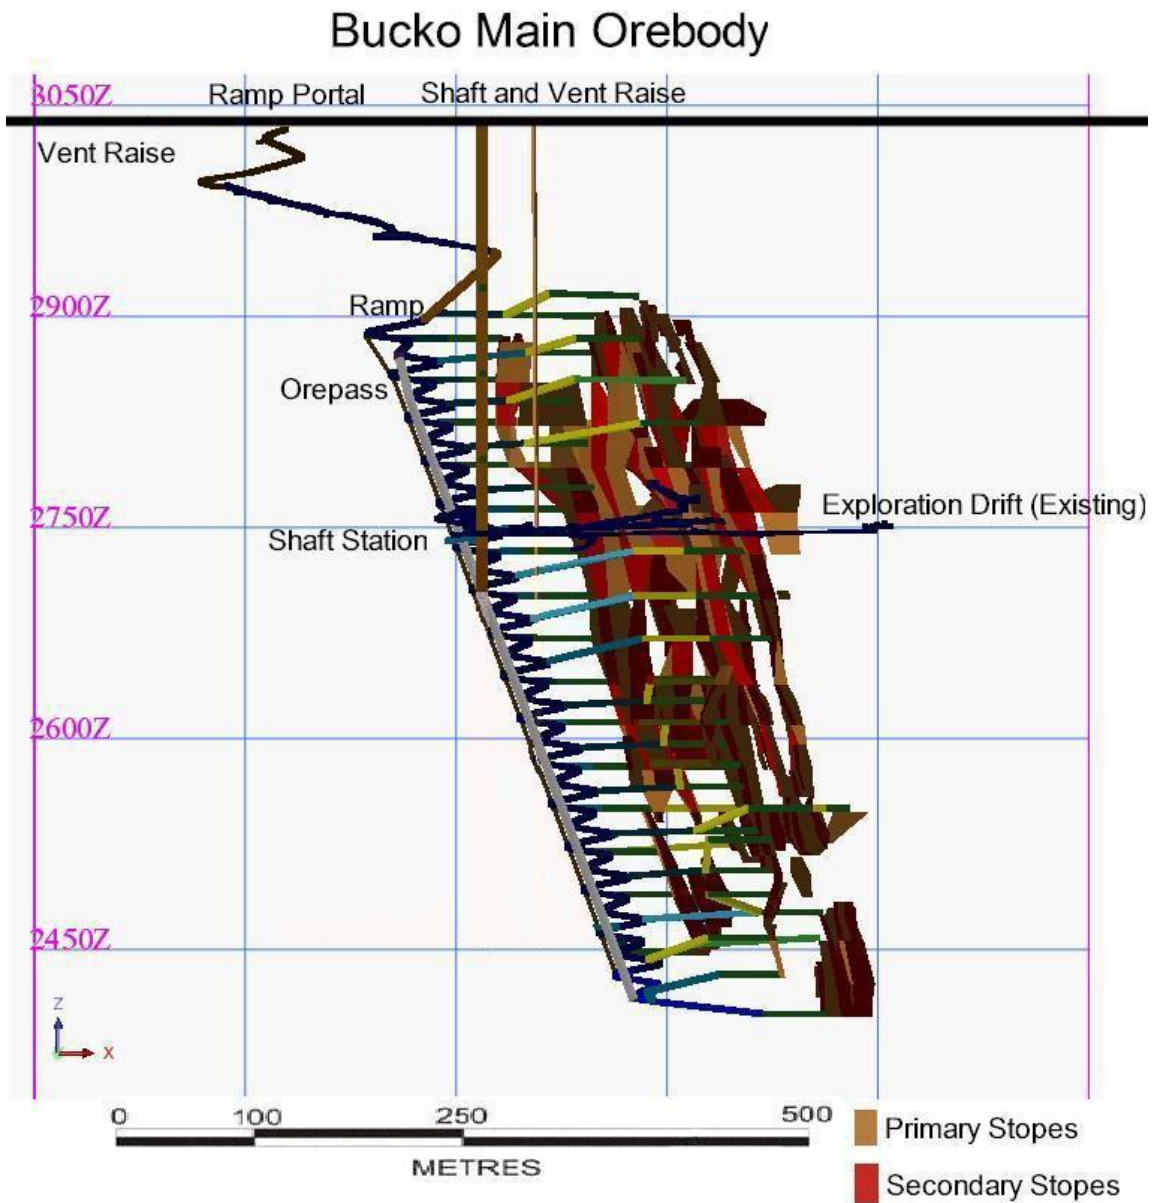 Bucko Main Orebody
3050Z
Ramp Portal
Shaft and Vent Raise
Vent Raise
2900Z
Ramp
Orepass
2750Z
Exploration Drift (Existing)
Shaft Station
2600Z
2450Z
Z
X
0 100 250 500
METRES
Primary Stopes
Secondary Stopes